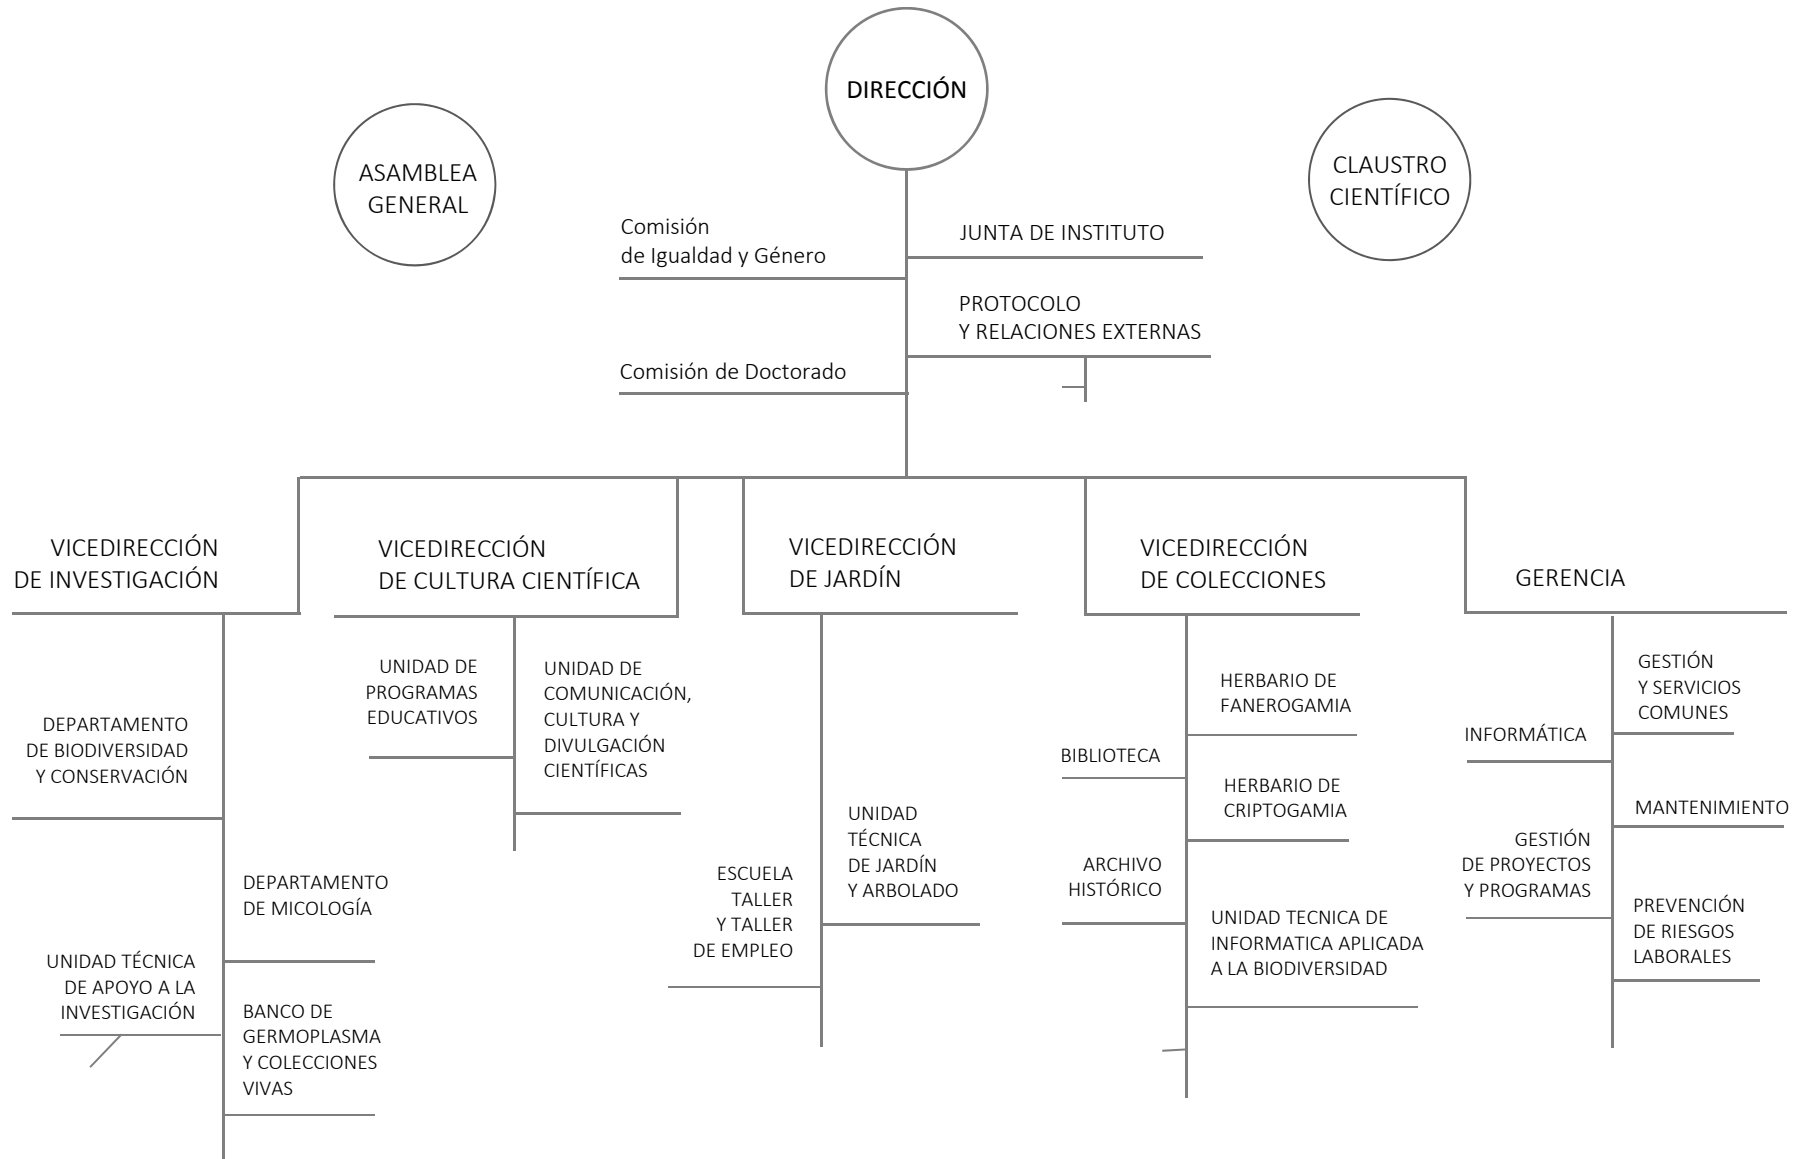 DIRECCIÓN
ASAMBLEA
GENERAL
CLAUSTRO
CIENTÍFICO
Comisión
de Igualdad y Género
JUNTA DE INSTITUTO
PROTOCOLO
Y RELACIONES EXTERNAS
Comisión de Doctorado
VICEDIRECCIÓN
DE INVESTIGACIÓN
VICEDIRECCIÓN
DE CULTURA CIENTÍFICA
VICEDIRECCIÓN
DE JARDÍN
VICEDIRECCIÓN
DE COLECCIONES
GERENCIA
DEPARTAMENTO
DE BIODIVERSIDAD
Y CONSERVACIÓN
DEPARTAMENTO
DE MICOLOGÍA
UNIDAD TÉCNICA
DE APOYO A LA
INVESTIGACIÓN
BANCO DE
GERMOPLASMA
Y COLECCIONES
VIVAS
UNIDAD DE
PROGRAMAS
EDUCATIVOS
UNIDAD DE
COMUNICACIÓN,
CULTURA Y
DIVULGACIÓN
CIENTÍFICAS
ESCUELA
TALLER
Y TALLER
DE EMPLEO
UNIDAD
TÉCNICA
DE JARDÍN
Y ARBOLADO
BIBLIOTECA
ARCHIVO
HISTÓRICO
HERBARIO DE
FANEROGAMIA
HERBARIO DE
CRIPTOGAMIA
UNIDAD TECNICA DE
INFORMATICA APLICADA
A LA BIODIVERSIDAD
INFORMÁTICA
GESTIÓN
DE PROYECTOS
Y PROGRAMAS
GESTIÓN
Y SERVICIOS
COMUNES
MANTENIMIENTO
PREVENCIÓN
DE RIESGOS
LABORALES